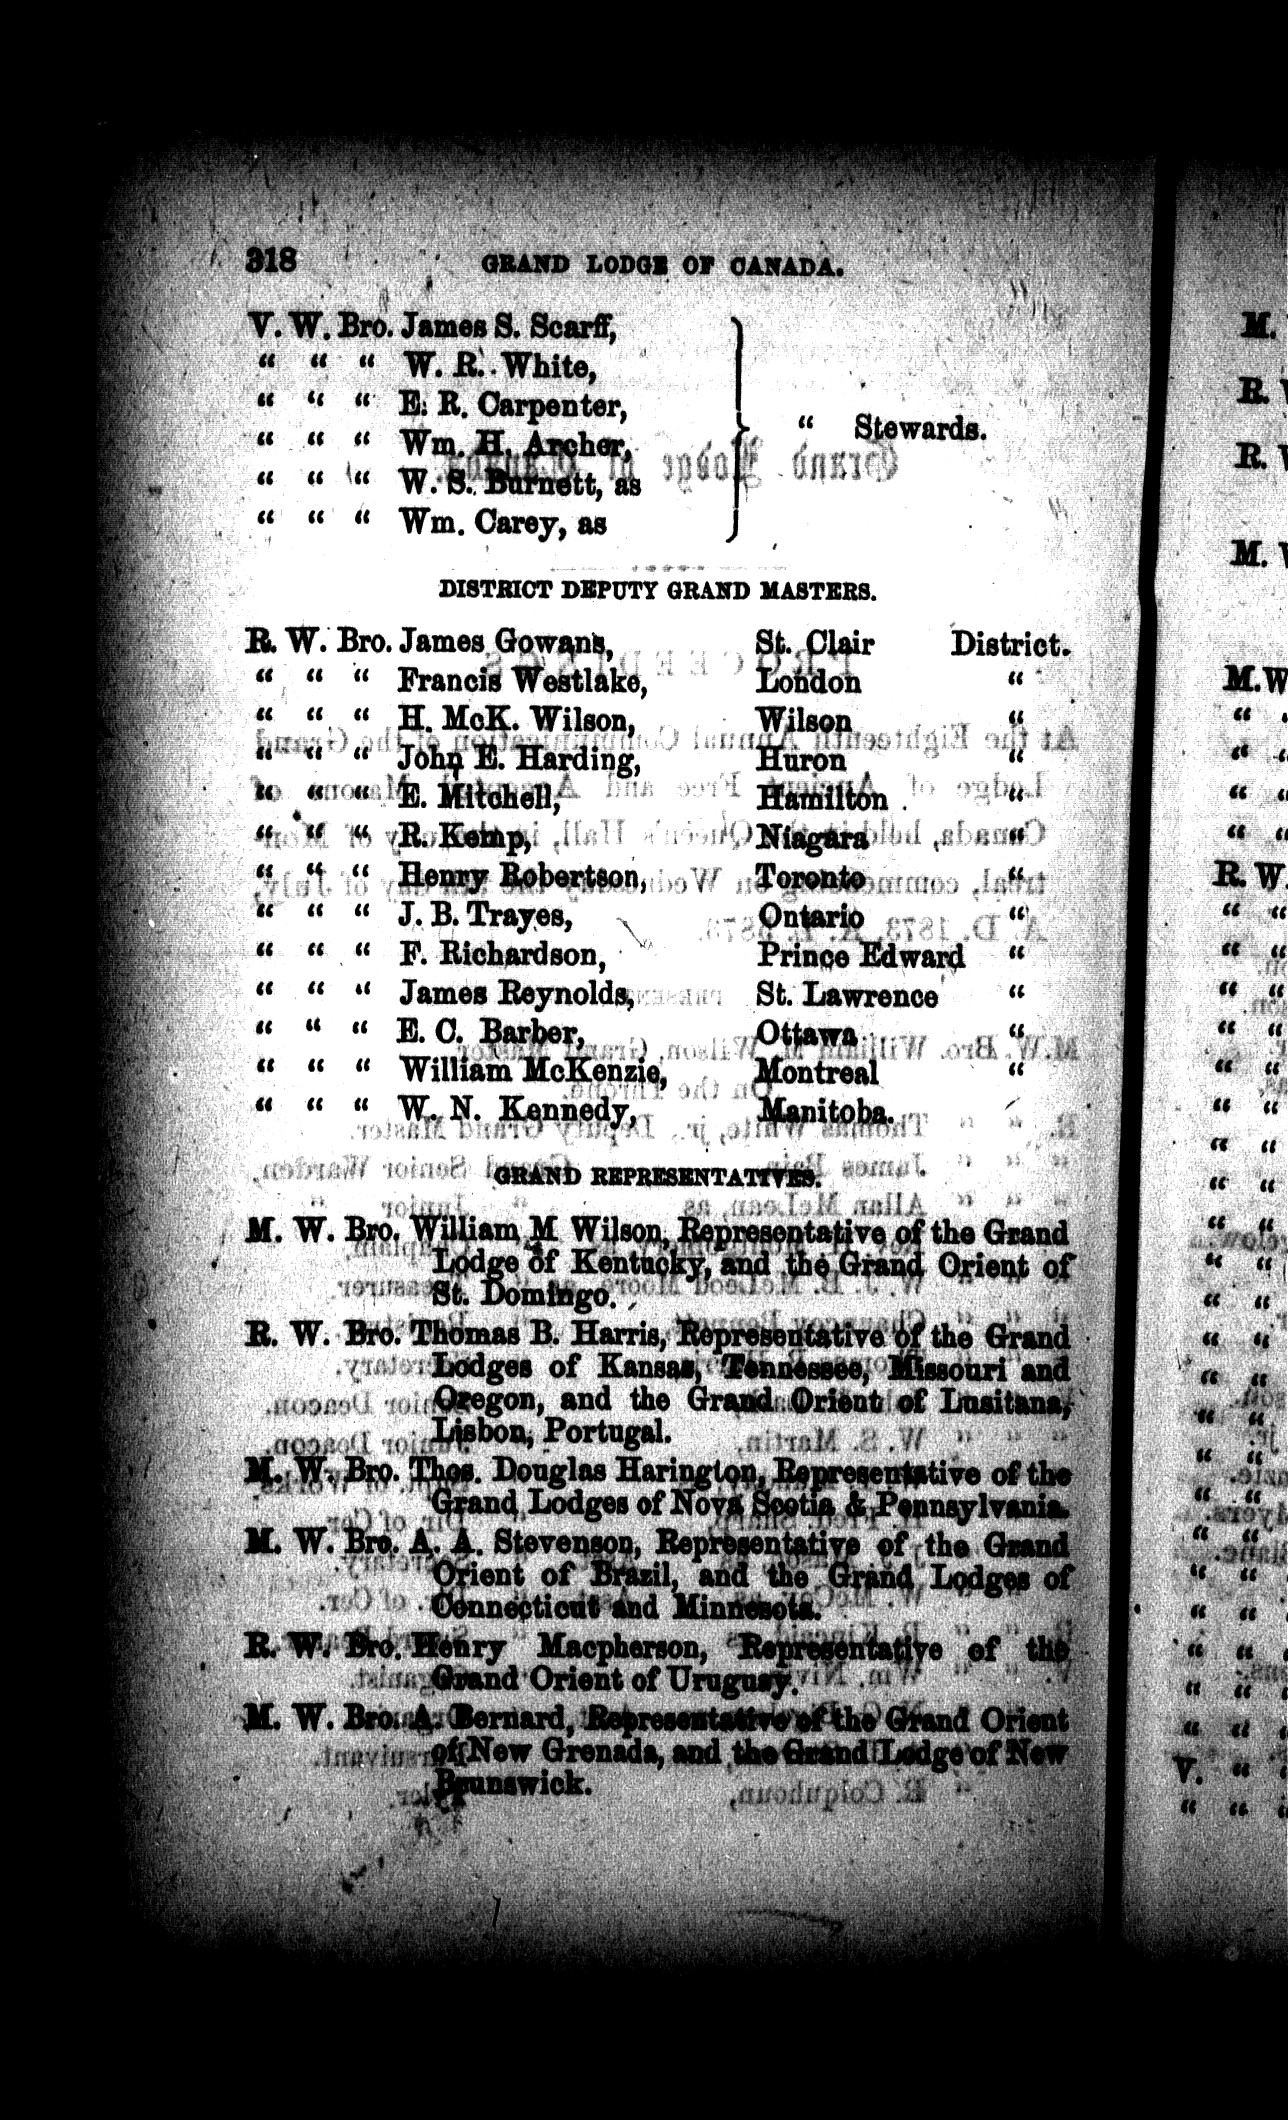 318 GRAND LODGE OF CANADA.
V. W. Bro. James S. Scarff,
“ “ “ W. R. White,
“ “ “ E. R. Carpenter,
“ Stewards.
“ “ “ Wm. H. Archer,
“ “ “ W. S. Burnett, as
“ “ “ Wm. Carey, as
DISTRICT DEPUTY GRAND MASTERS.
R. W. Bro. James Gowans, St. Clair District.
“ “ “ Francis Westlake, London “
“ “ “ H. McK. Wilson, Wilson “
“ “ “ John E. Harding, Huron “
“ “ “ E. Mitchell, Hamilton “
“ “ “ R. Kemp, Niagara “
“ “ “ Henry Robertson, Toronto “
“ “ “ J. B. Trayes, Ontario “
“ “ “ F. Richardson, Prince Edward “
“ “ “ James Reynolds, St. Lawrence “
“ “ “ E. C. Barber, Ottawa “
“ “ “ William McKenzie, Montreal “
“ “ “ W. N. Kennedy, Manitoba.
GRAND REPRESENTATIVES.
M. W. Bro. William M Wilson, Representative of the Grand
Lodge of Kentucky, and the Grand Orient of
St. Domingo.
R. W. Bro. Thomas B. Harris, Representative of the Grand
Lodges of Kansas, Tennessee, Missouri and
Oregon, and the Grand Orient of Lusitana,
Lisbon, Portugal.
M. W. Bro. Thos. Douglas Harington, Representative of the
Grand Lodges of Nova Scotia & Pennsylvania.
M. W. Bro. A. A. Stevenson, Representative of the Grand
Orient of Brazil, and the Grand Lodges of
Connecticut and Minnesota.
R. W. Bro. Henry Macpherson, Representative of the
Grand Orient of Uruguay.
M. W. Bro. A. Bernard, Representative of the Grand Orient
of New Grenada, and the Grand Lodge of New
Brunswick.